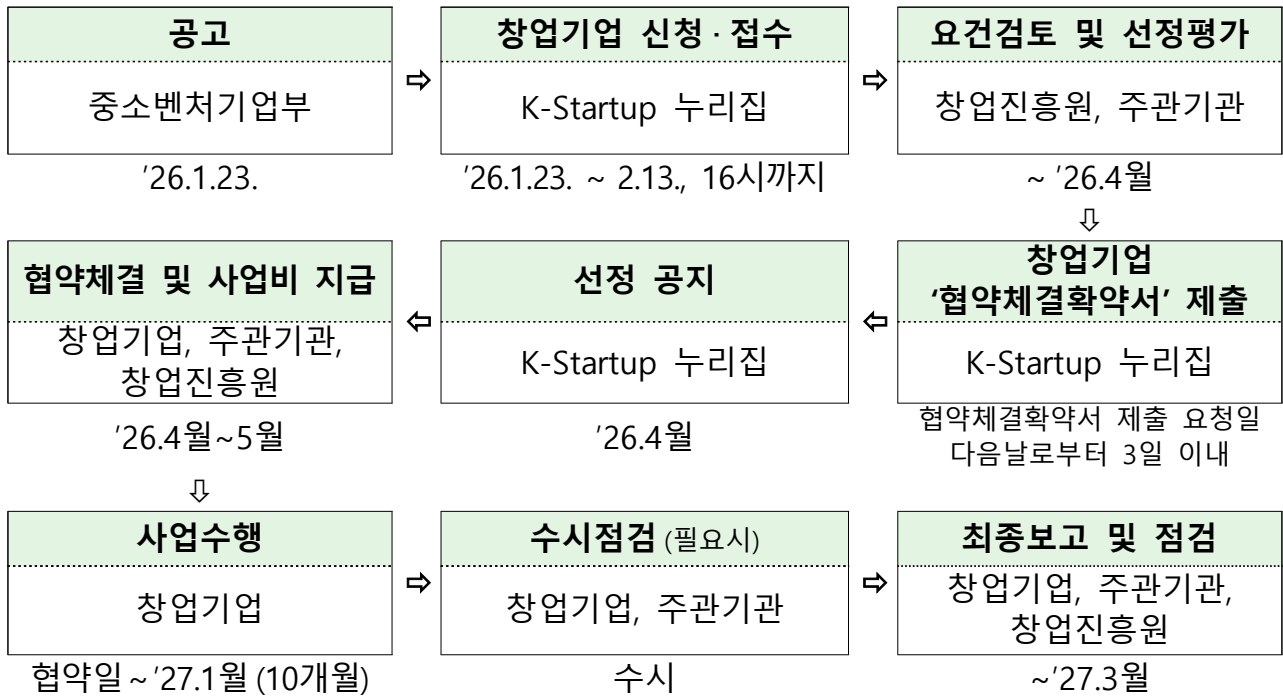 공고
중소벤처기업부
'26.1.23.
⇨
창업기업 신청·접수
K-Startup 누리집
'26.1.23. ~ 2.13., 16시까지
⇨
요건검토 및 선정평가
창업진흥원, 주관기관
~ '26.4월
⇩
창업기업
'협약체결확약서' 제출
K-Startup 누리집
협약체결확약서 제출 요청일
다음날로부터 3일 이내
⇦
선정 공지
K-Startup 누리집
'26.4월
⇦
협약체결 및 사업비 지급
창업기업, 주관기관,
창업진흥원
'26.4월~5월
⇩
사업수행
창업기업
협약일 ~ '27.1월 (10개월)
⇨
수시점검 (필요시)
창업기업, 주관기관
수시
⇨
최종보고 및 점검
창업기업, 주관기관,
창업진흥원
~'27.3월